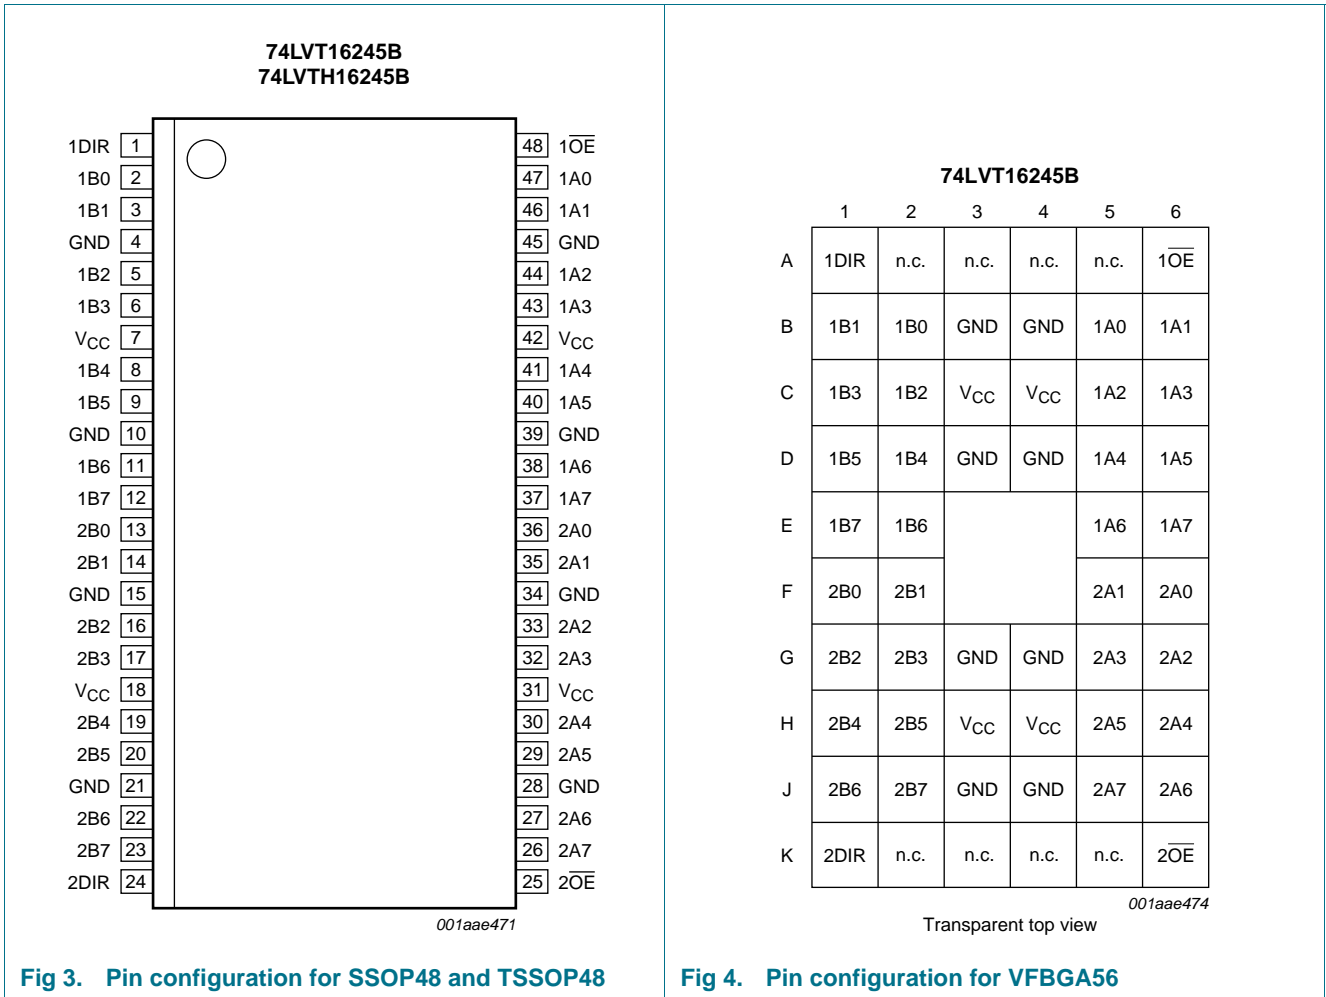 74LVT16245B
74LVTH16245B
1DIR 1 48 1OE
1B0 2 47 1A0
1B1 3 46 1A1
GND 4 45 GND
1B2 5 44 1A2
1B3 6 43 1A3
VCC 7 42 VCC
1B4 8 41 1A4
1B5 9 40 1A5
GND 10 39 GND
1B6 11 38 1A6
1B7 12 37 1A7
2B0 13 36 2A0
2B1 14 35 2A1
GND 15 34 GND
2B2 16 33 2A2
2B3 17 32 2A3
VCC 18 31 VCC
2B4 19 30 2A4
2B5 20 29 2A5
GND 21 28 GND
2B6 22 27 2A6
2B7 23 26 2A7
2DIR 24 25 2OE
001aae471
Fig 3. Pin configuration for SSOP48 and TSSOP48
74LVT16245B
1 2 3 4 5 6
A 1DIR n.c. n.c. n.c. n.c. 1OE
B 1B1 1B0 GND GND 1A0 1A1
C 1B3 1B2 VCC VCC 1A2 1A3
D 1B5 1B4 GND GND 1A4 1A5
E 1B7 1B6 1A6 1A7
F 2B0 2B1 2A1 2A0
G 2B2 2B3 GND GND 2A3 2A2
H 2B4 2B5 VCC VCC 2A5 2A4
J 2B6 2B7 GND GND 2A7 2A6
K 2DIR n.c. n.c. n.c. n.c. 2OE
001aae474
Transparent top view
Fig 4. Pin configuration for VFBGA56